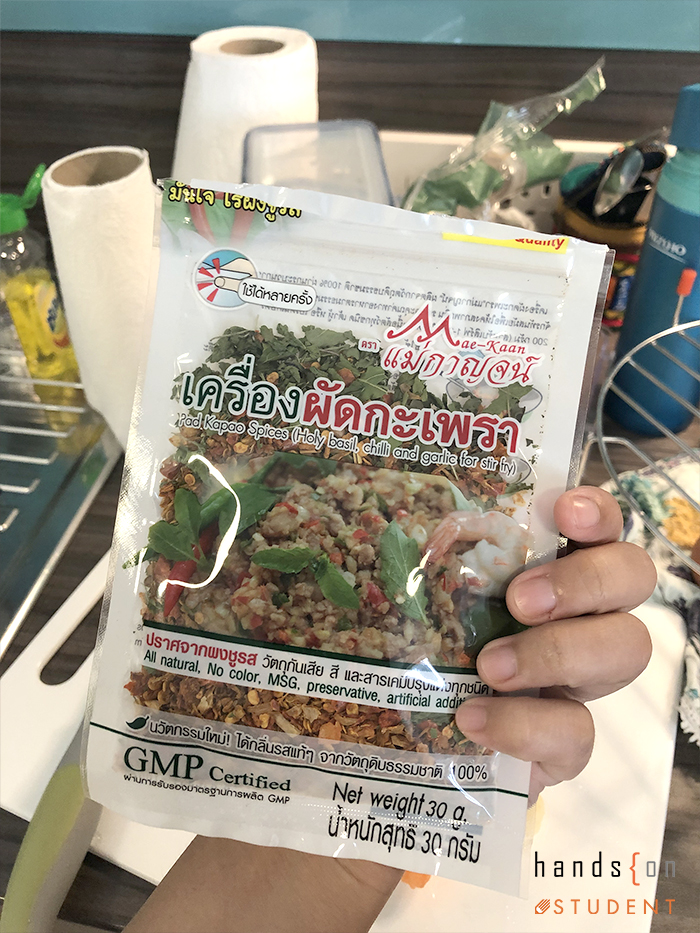 มั่นใจ ไร้ผงชูรส
Quality
ใช้ได้หลายครั้ง
Mae-Kaan
ตรา
แม่กาญจน์
เครื่องผัดกะเพรา
Pad Kapao Spices (Holy basil, chilli and garlic for stir fry)
ปราศจากผงชูรส วัตถุกันเสีย สี และสารเคมีปรุงแต่งทุกชนิด
All natural, No color, MSG, preservative, artificial
นวัตกรรมใหม่! ได้กลิ่นรสแท้ๆ จากวัตถุดิบธรรมชาติ 100%
GMP Certified
ผ่านการรับรองมาตรฐานการผลิต GMP
Net weight 30 g.
น้ำหนักสุทธิ 30 กรัม
hands{on
STUDENT